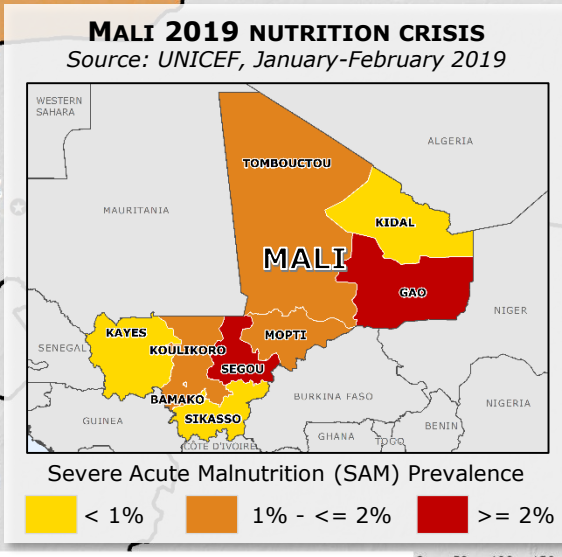 MALI 2019 NUTRITION CRISIS
Source: UNICEF, January-February 2019
WESTERN
SAHARA
ALGERIA
TOMBOUCTOU
MAURITANIA
KIDAL
MALI
GAO
NIGER
KAYES
MOPTI
SENEGAL
KOULIKORO
SEGOU
BAMAKO
BURKINA FASO
NIGERIA
SIKASSO
GUINEA
BENIN
GHANA
TOGO
CÔTE D'IVOIRE
Severe Acute Malnutrition (SAM) Prevalence
< 1%
1% - <= 2%
>= 2%